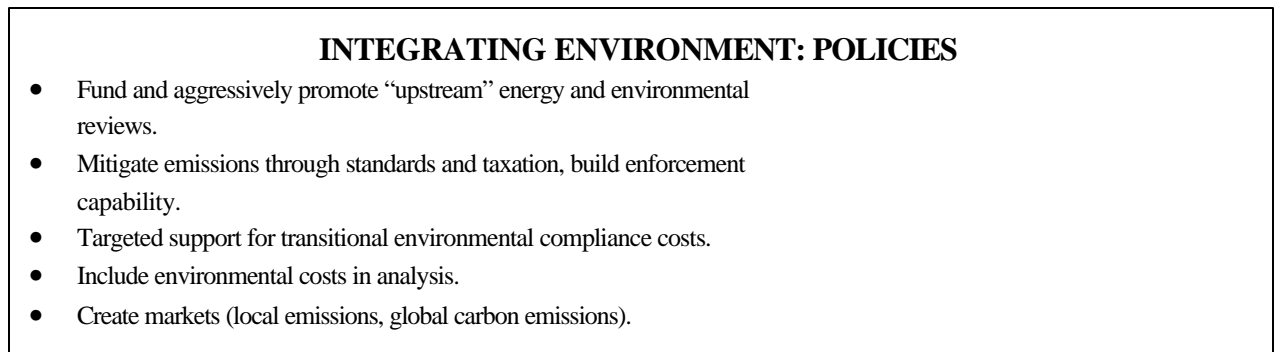 INTEGRATING ENVIRONMENT: POLICIES
• Fund and aggressively promote “upstream” energy and environmental
reviews.
• Mitigate emissions through standards and taxation, build enforcement
capability.
• Targeted support for transitional environmental compliance costs.
• Include environmental costs in analysis.
• Create markets (local emissions, global carbon emissions).